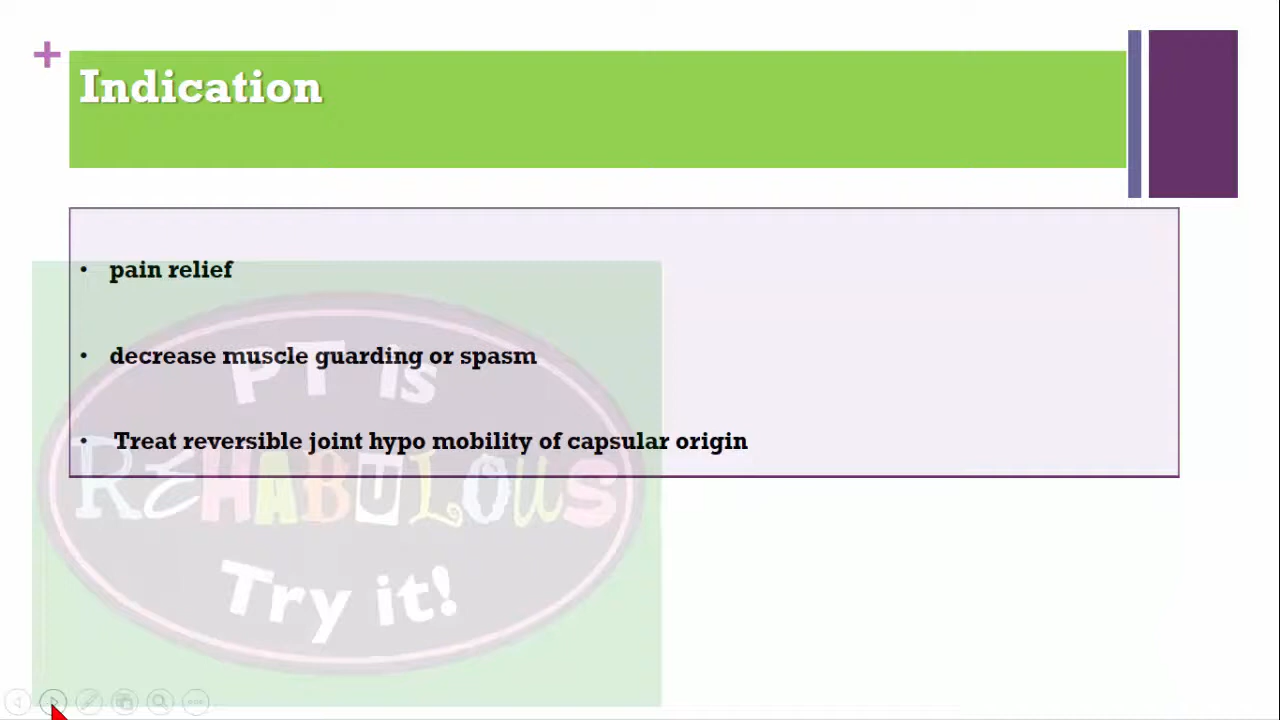 + Indication
• pain relief
• decrease muscle guarding or spasm
• Treat reversible joint hypo mobility of capsular origin
PT is
REHABULOUS
Try it!